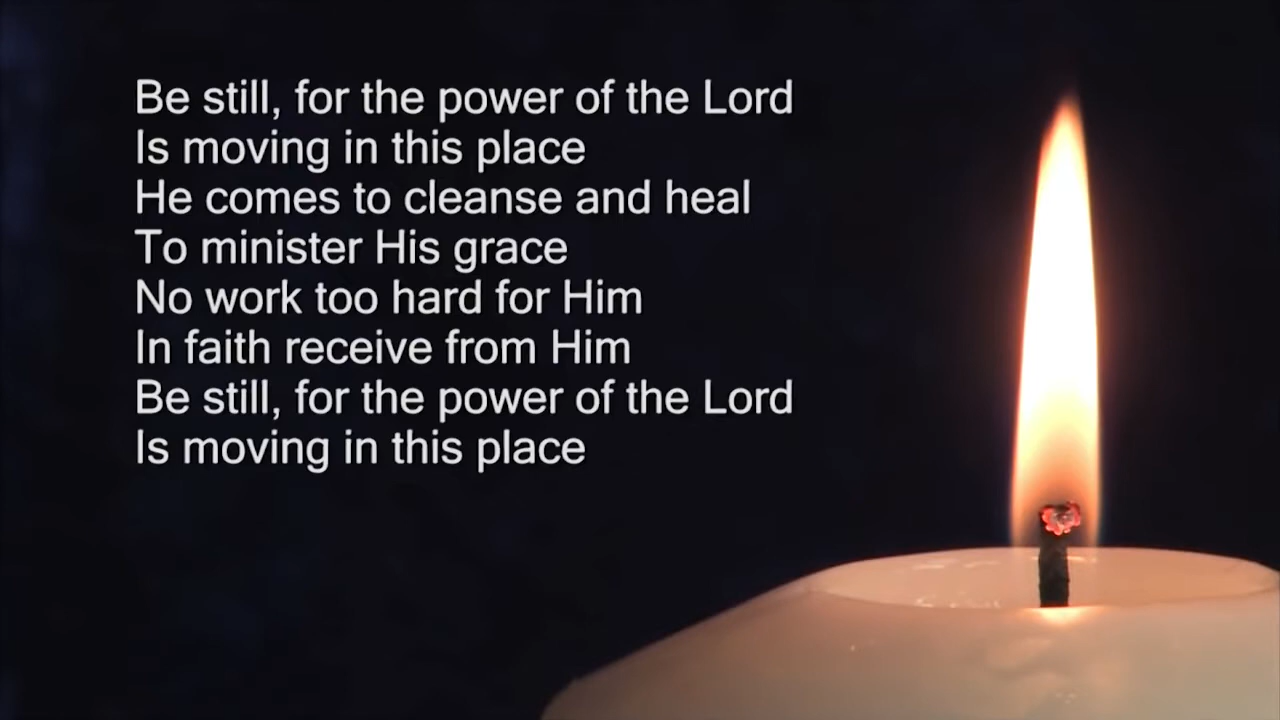 Be still, for the power of the Lord
Is moving in this place
He comes to cleanse and heal
To minister His grace
No work too hard for Him
In faith receive from Him
Be still, for the power of the Lord
Is moving in this place